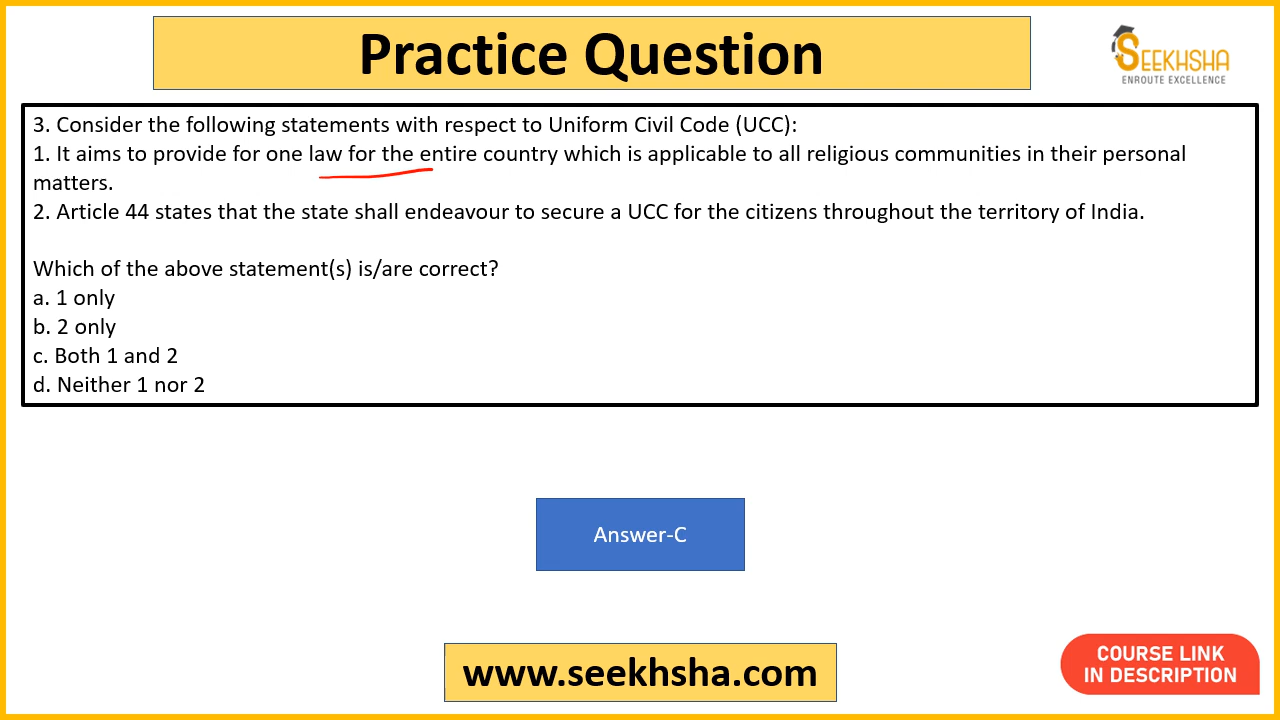 Practice Question
SEEKHSHA
ENROUTE EXCELLENCE
3. Consider the following statements with respect to Uniform Civil Code (UCC):
1. It aims to provide for one law for the entire country which is applicable to all religious communities in their personal
matters.
2. Article 44 states that the state shall endeavour to secure a UCC for the citizens throughout the territory of India.
Which of the above statement(s) is/are correct?
a. 1 only
b. 2 only
c. Both 1 and 2
d. Neither 1 nor 2
Answer-C
www.seekhsha.com
COURSE LINK
IN DESCRIPTION